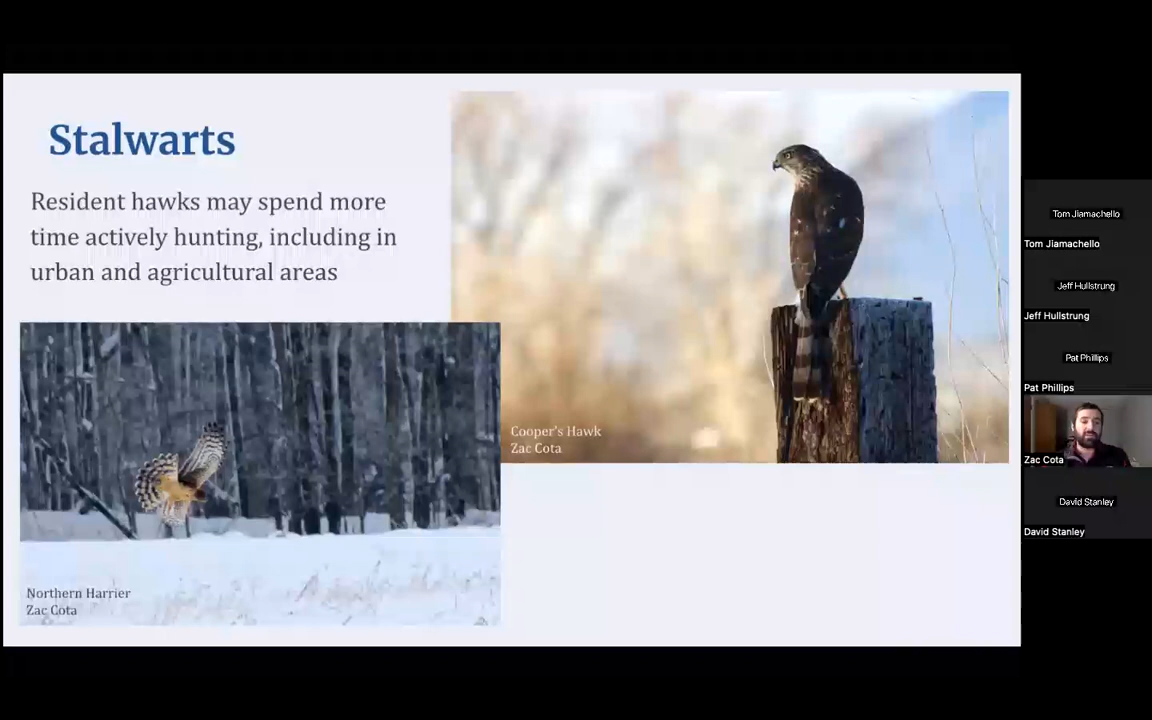 Stalwarts
Resident hawks may spend more
time actively hunting, including in
urban and agricultural areas
Cooper's Hawk
Zac Cota
Northern Harrier
Zac Cota
Tom Jiamachello
Tom Jiamachello
Jeff Hullstrung
Jeff Hullstrung
Pat Phillips
Pat Phillips
Zac Cota
David Stanley
David Stanley